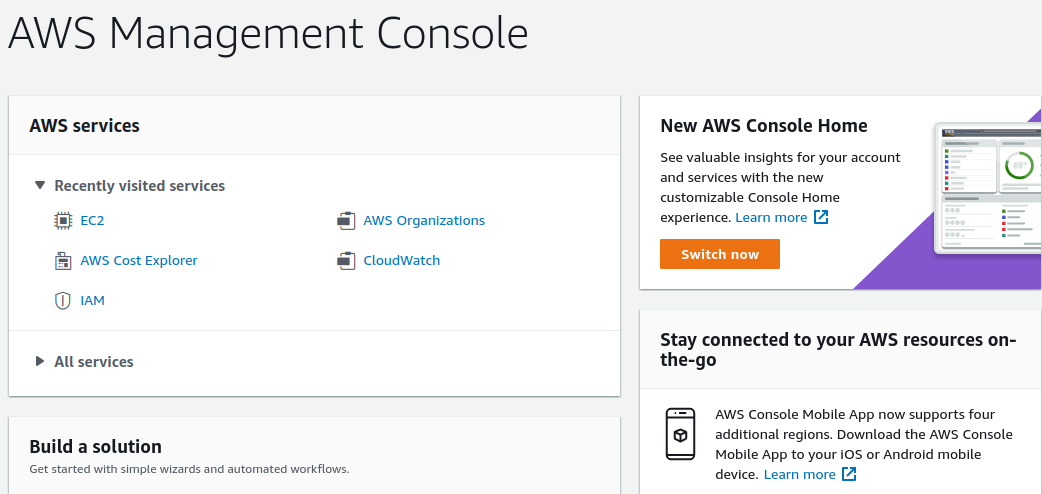 AWS Management Console
AWS services
Recently visited services
EC2
AWS Organizations
AWS Cost Explorer
CloudWatch
IAM
All services
Build a solution
Get started with simple wizards and automated workflows.
New AWS Console Home
See valuable insights for your account
and services with the new
customizable Console Home
experience. Learn more
Switch now
Stay connected to your AWS resources on-
the-go
AWS Console Mobile App now supports four
additional regions. Download the AWS Console
Mobile App to your iOS or Android mobile
device. Learn more